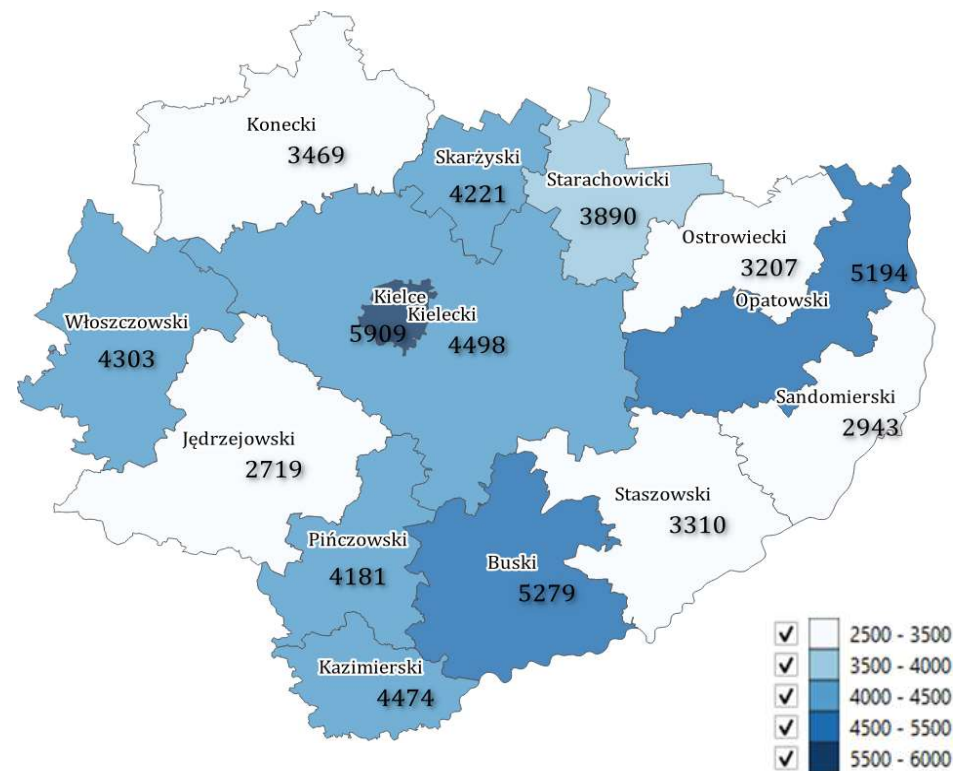 Konecki
3469
Skarżyski
4221
Starachowicki
3890
Ostrowiecki
3207
5194
Opatowski
Kielce
Kielecki
5909
4498
Włoszczowski
4303
Sandomierski
2943
Jędrzejowski
2719
Staszowski
3310
Pińczowski
4181
Buski
5279
Kazimierski
4474
2500 - 3500
3500 - 4000
4000 - 4500
4500 - 5500
5500 - 6000